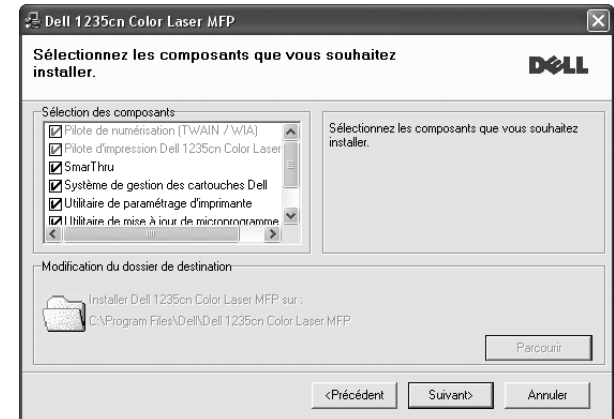 Dell 1235cn Color Laser MFP
Sélectionnez les composants que vous souhaitez
installer.
DELL
Sélection des composants
Pilote de numérisation (TWAIN / WIA)
Pilote d'impression Dell 1235cn Color Laser
SmarThru
Système de gestion des cartouches Dell
Utilitaire de paramétrage d'imprimante
Utilitaire de mise à jour de microprogramme
Sélectionnez les composants que vous souhaitez
installer.
Modification du dossier de destination
Installer Dell 1235cn Color Laser MFP sur :
C:\Program Files\Dell\Dell 1235cn Color Laser MFP
Parcourir
<Précédent
Suivant>
Annuler